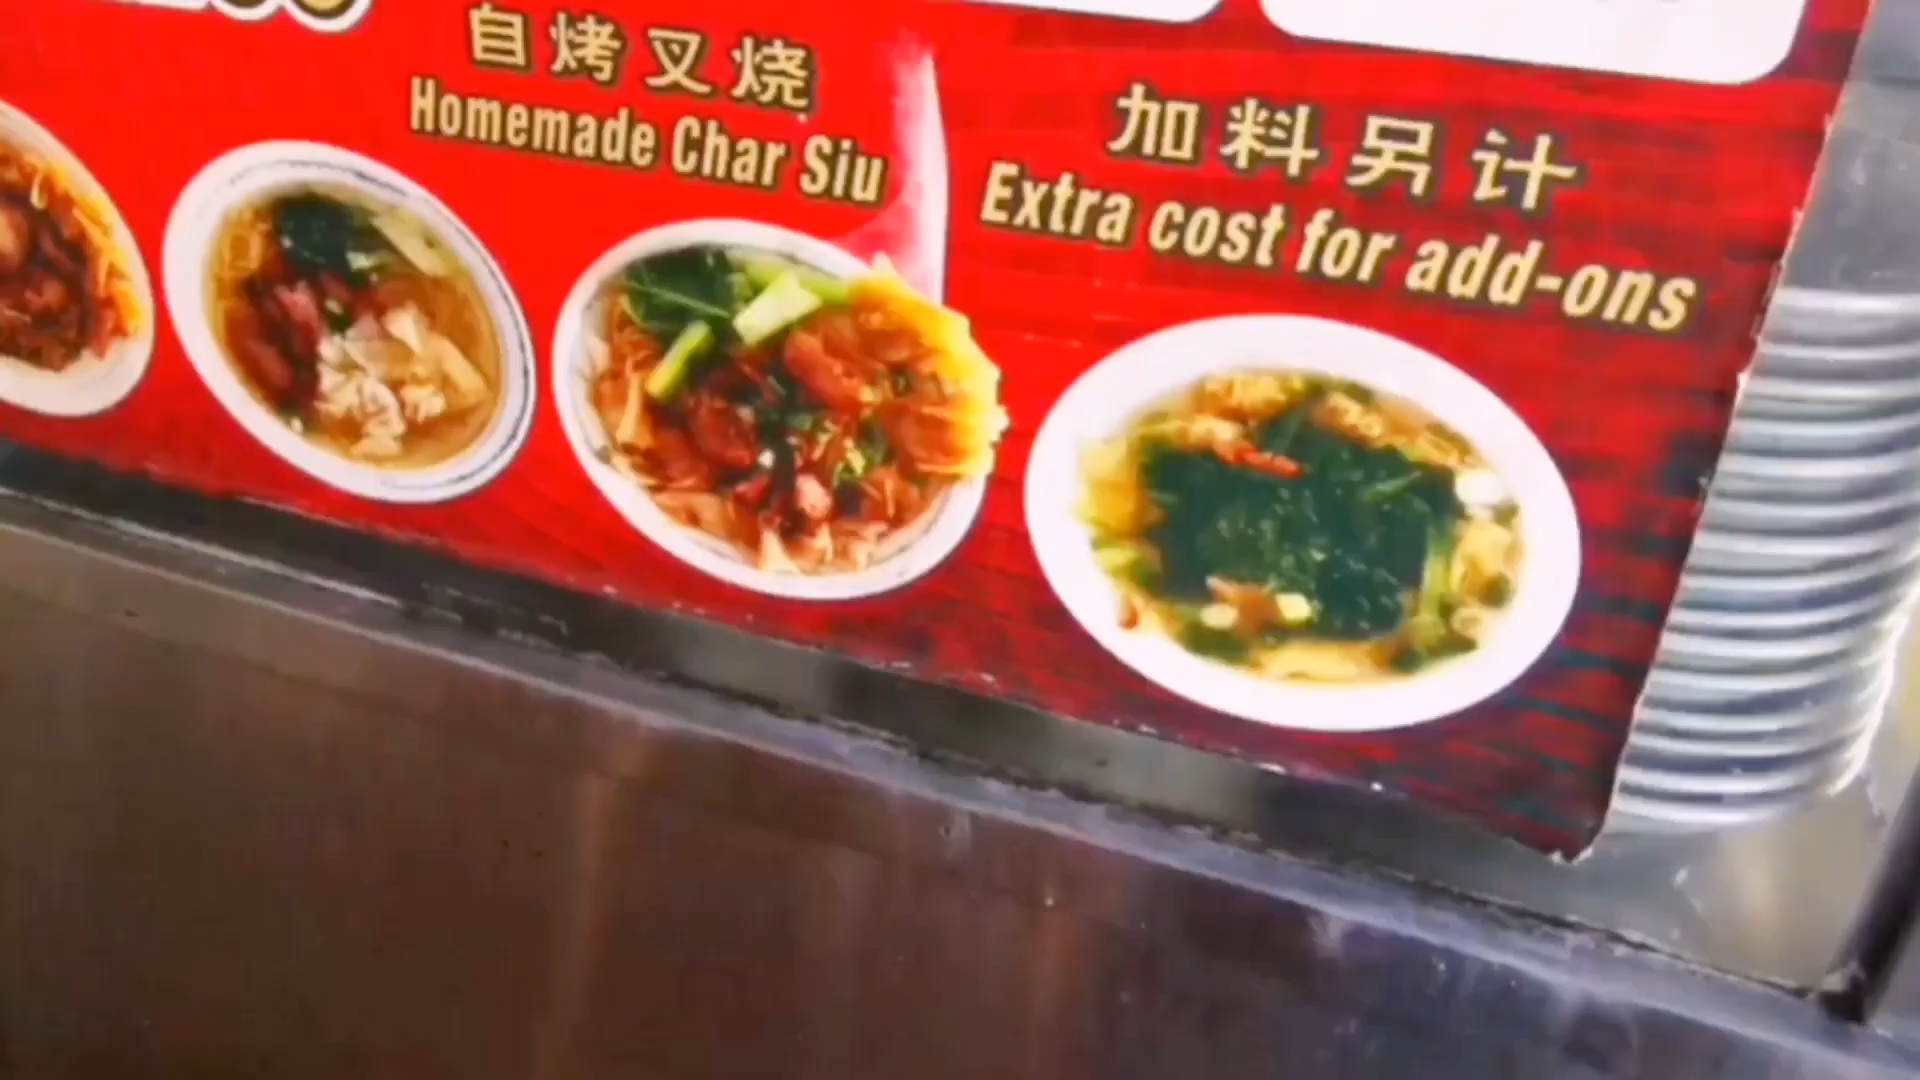 自烤叉烧
Homemade Char Siu
加料另计
Extra cost for add-ons